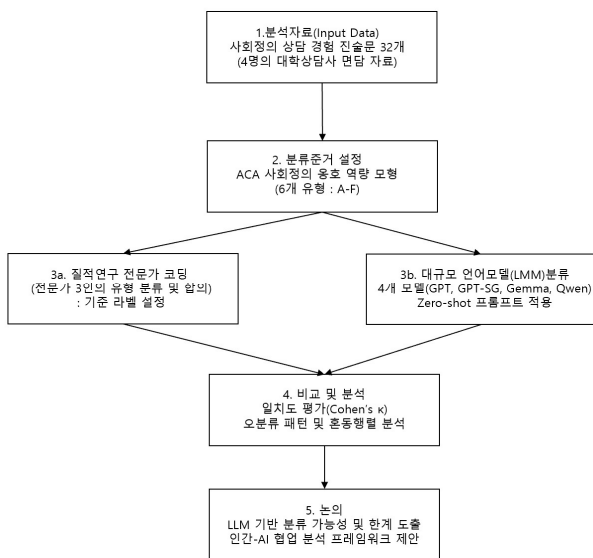 1.분석자료(Input Data)
사회정의 상담 경험 진술문 32개
(4명의 대학상담사 면담 자료)
2. 분류준거 설정
ACA 사회정의 옹호 역량 모형
(6개 유형 : A-F)
3a. 질적연구 전문가 코딩
(전문가 3인의 유형 분류 및 합의)
: 기준 라벨 설정
3b. 대규모 언어모델(LMM)분류
4개 모델(GPT, GPT-SG, Gemma, Qwen)
Zero-shot 프롬프트 적용
4. 비교 및 분석
일치도 평가(Cohen's κ)
오분류 패턴 및 혼동행렬 분석
5. 논의
LLM 기반 분류 가능성 및 한계 도출
인간-AI 협업 분석 프레임워크 제안